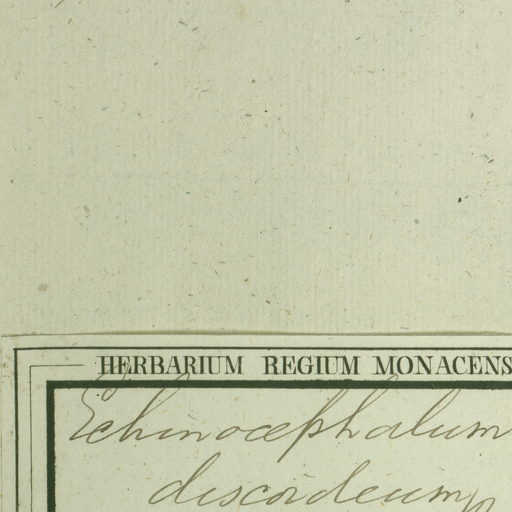 HERBARIUM REGIUM MONACENS
Echinocephalum
discoideum